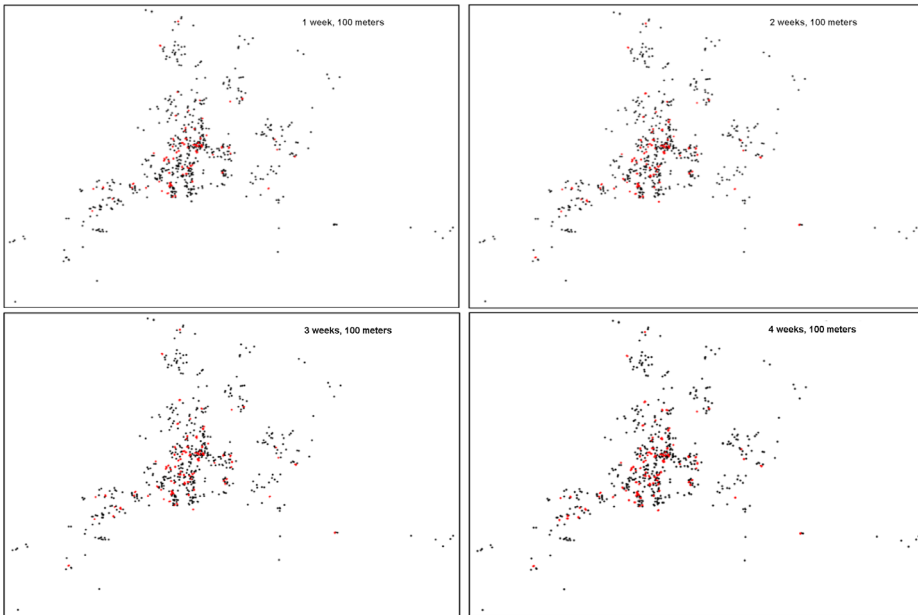 1 week, 100 meters
2 weeks, 100 meters
3 weeks, 100 meters
4 weeks, 100 meters